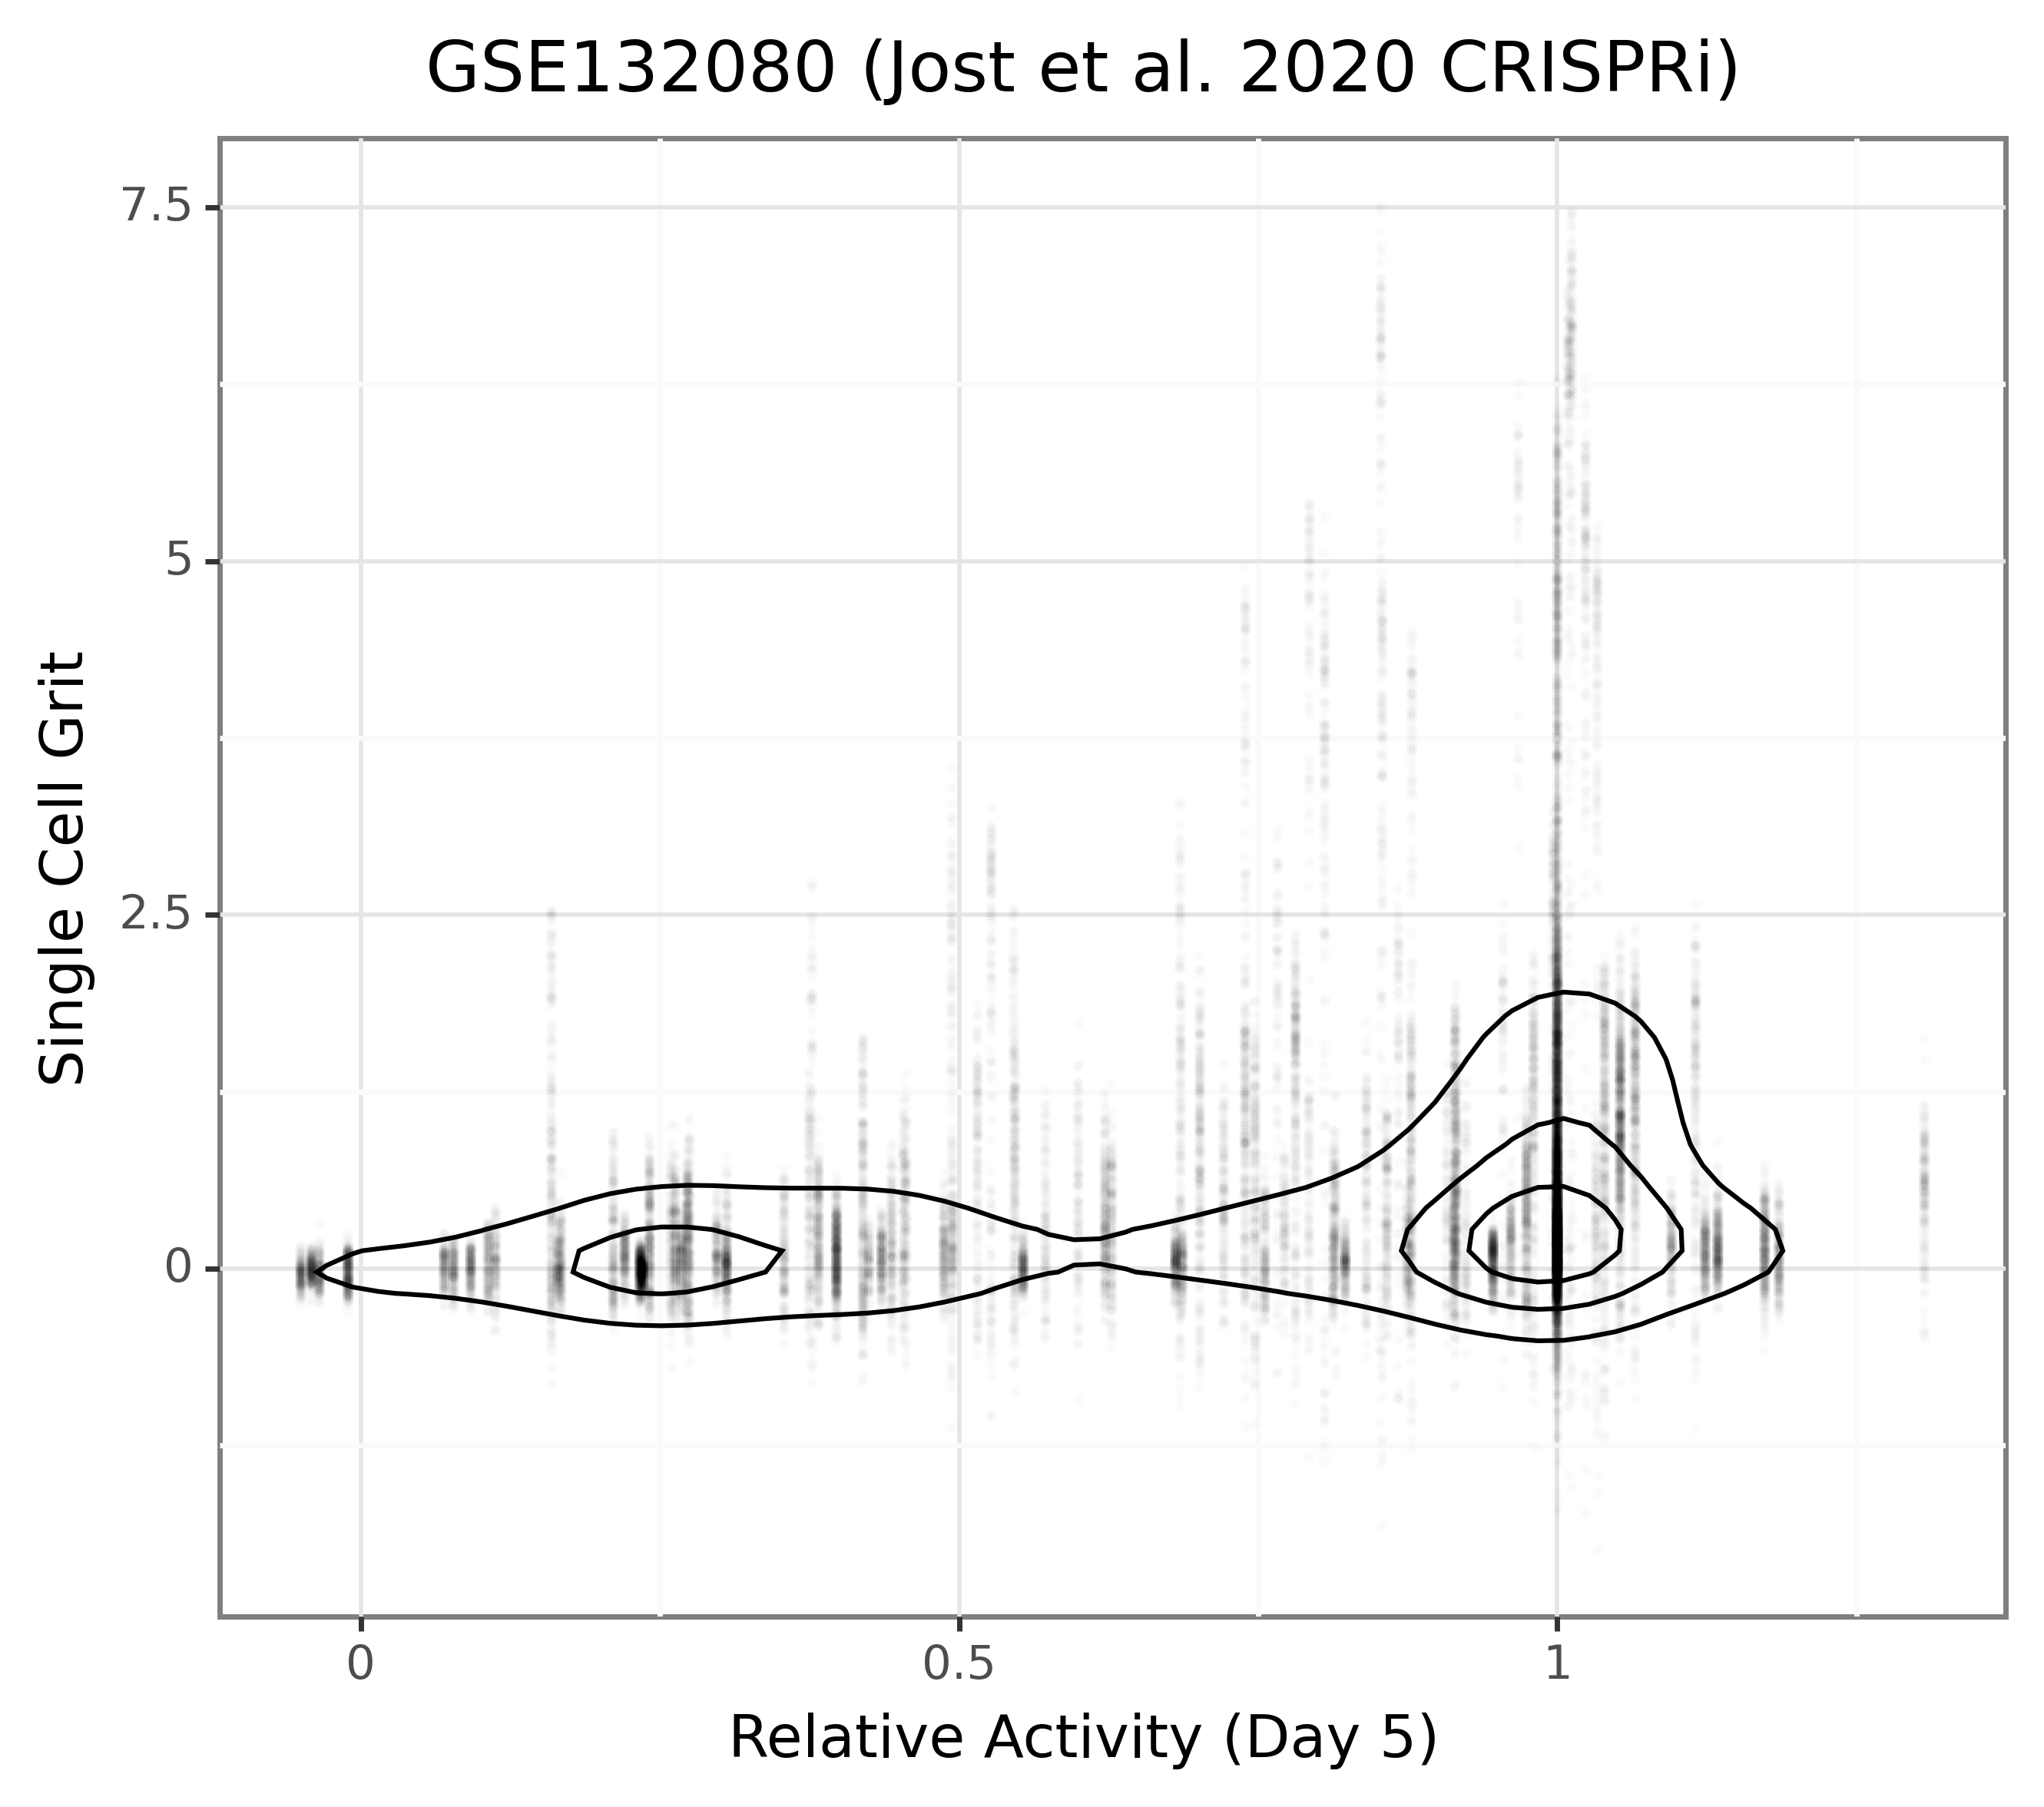 GSE132080 (Jost et al. 2020 CRISPRi)
7.5
5
2.5
0
Single Cell Grit
0 0.5 1
Relative Activity (Day 5)